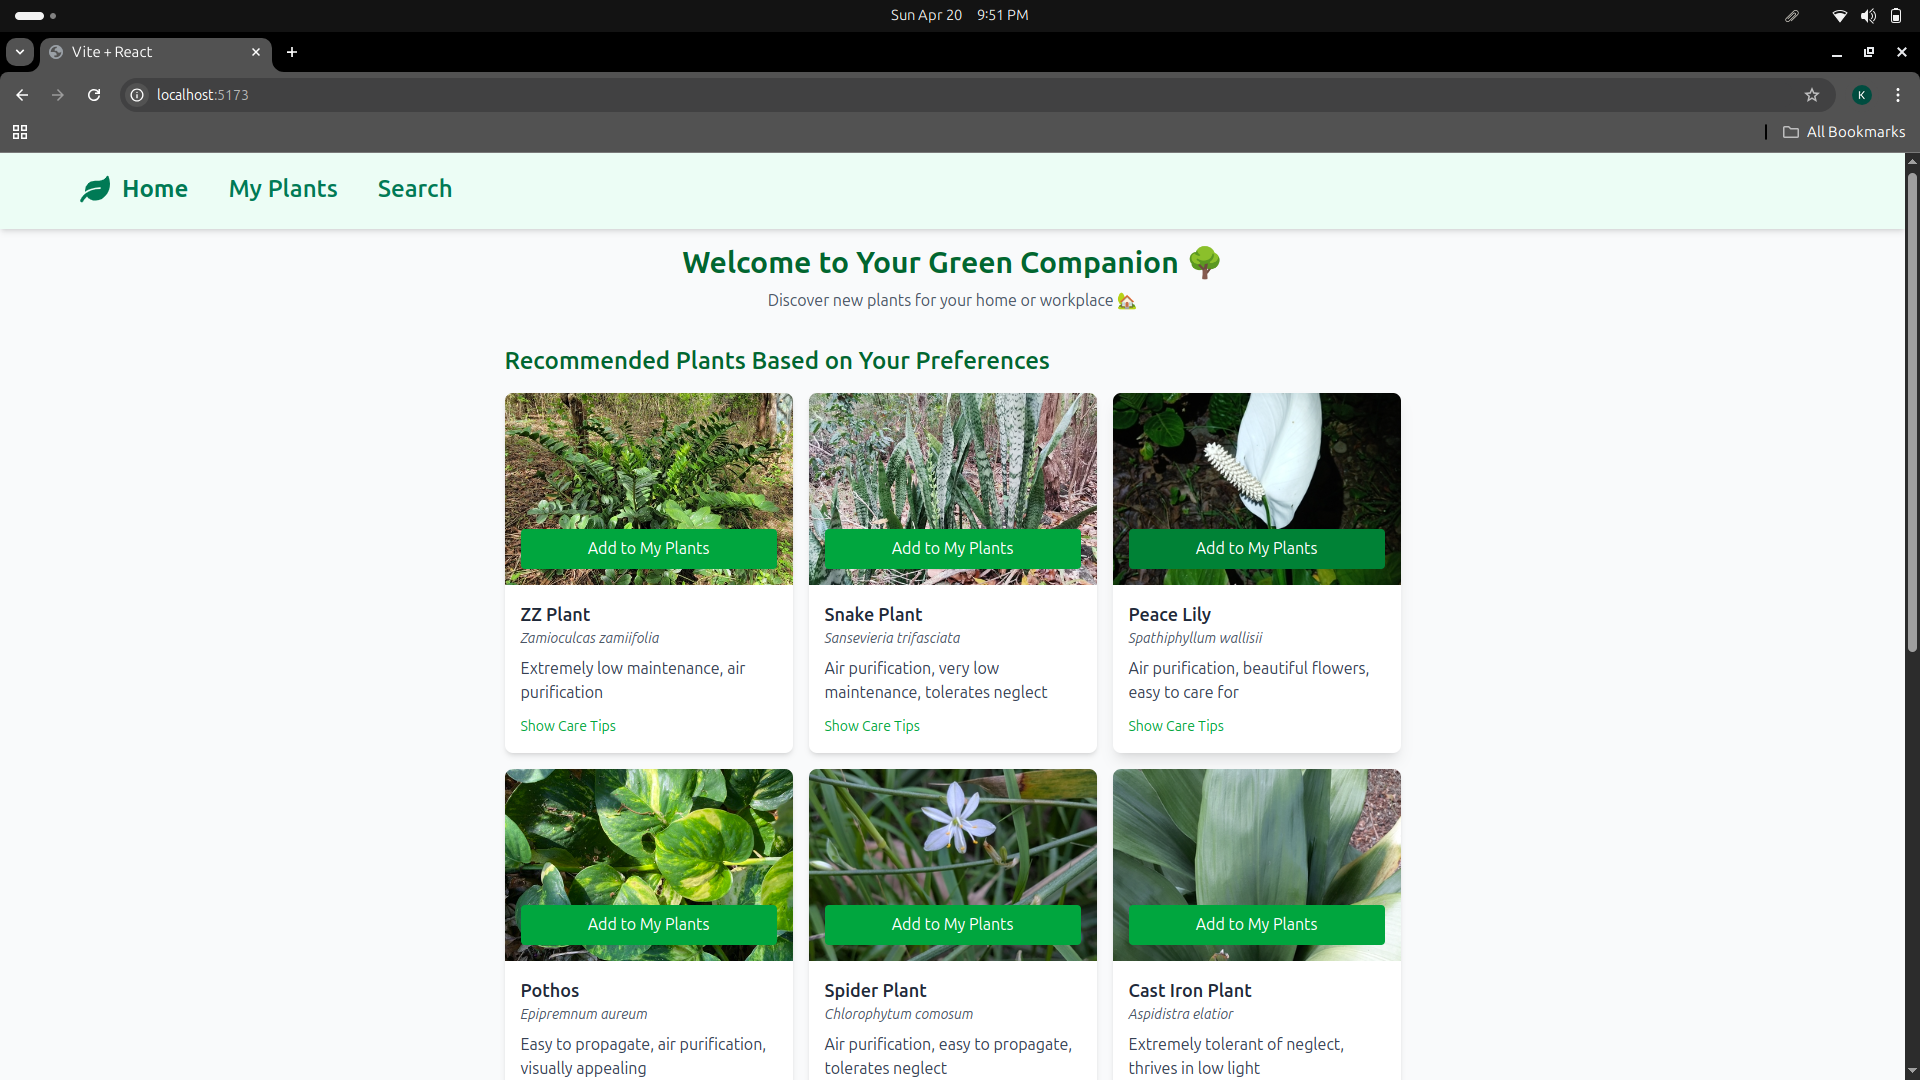 Sun Apr 20 9:51 PM
Vite + React
localhost:5173
K
All Bookmarks
Home My Plants Search
Welcome to Your Green Companion 🌳
Discover new plants for your home or workplace 🏡
Recommended Plants Based on Your Preferences
Add to My Plants
ZZ Plant
Zamioculcas zamiifolia
Extremely low maintenance, air
purification
Show Care Tips
Add to My Plants
Snake Plant
Sansevieria trifasciata
Air purification, very low
maintenance, tolerates neglect
Show Care Tips
Add to My Plants
Peace Lily
Spathiphyllum wallisii
Air purification, beautiful flowers,
easy to care for
Show Care Tips
Add to My Plants
Pothos
Epipremnum aureum
Easy to propagate, air purification,
visually appealing
Add to My Plants
Spider Plant
Chlorophytum comosum
Air purification, easy to propagate,
tolerates neglect
Add to My Plants
Cast Iron Plant
Aspidistra elatior
Extremely tolerant of neglect,
thrives in low light